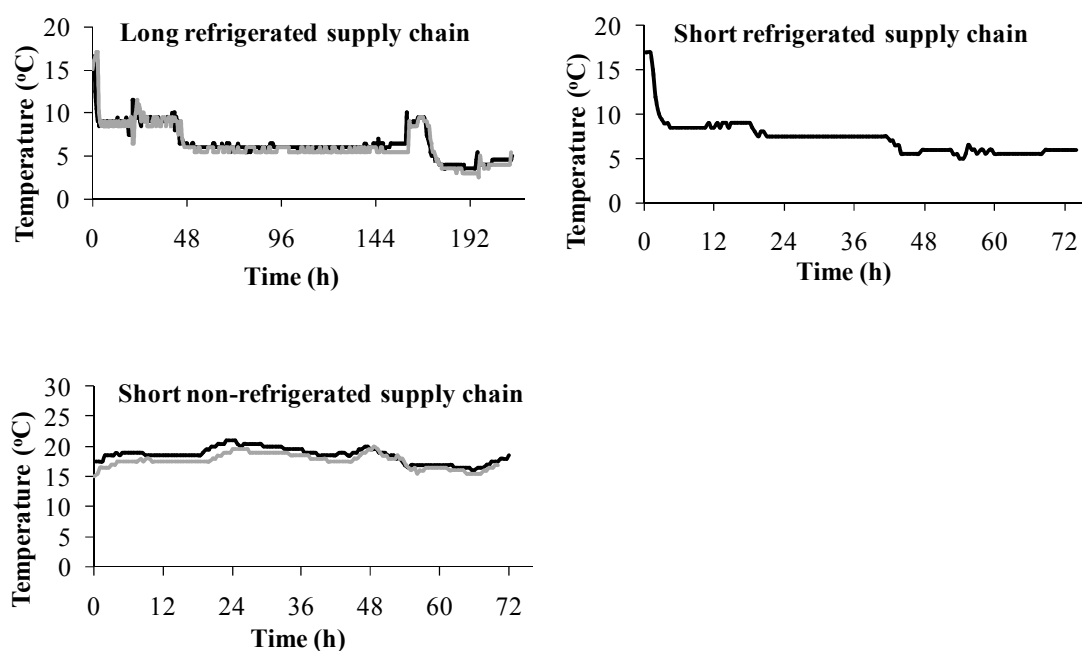 Long refrigerated supply chain
Temperature (ºC)
20
15
10
5
0
0 48 96 144 192
Time (h)
Short refrigerated supply chain
Temperature (ºC)
20
15
10
5
0
0 12 24 36 48 60 72
Time (h)
Short non-refrigerated supply chain
Temperature (ºC)
30
25
20
15
10
5
0
0 12 24 36 48 60 72
Time (h)